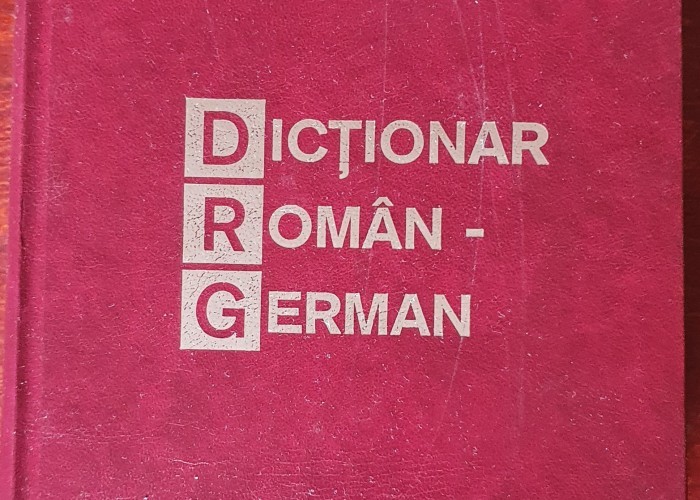 DICȚIONAR
ROMÂN -
GERMAN